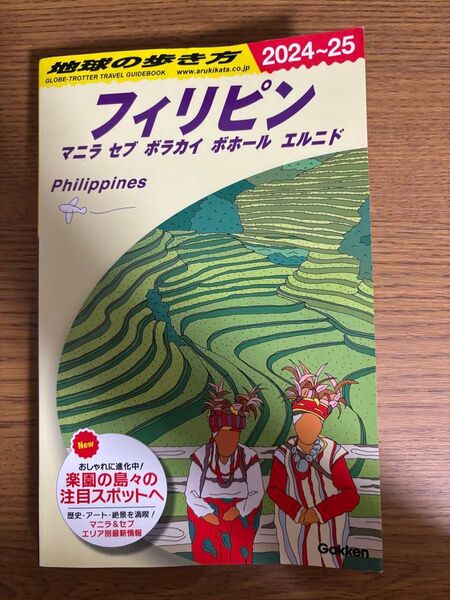 地球の歩き方
GLOBE-TROTTER TRAVEL GUIDEBOOK www.arukikata.co.jp
2024~25
フィリピン
マニラ セブ ボラカイ ボホール エルニド
Philippines
New
おしゃれに進化中!
楽園の島々の
注目スポットへ
歴史・アート・絶景を満喫!
マニラ&セブ
エリア別最新情報
Gakken